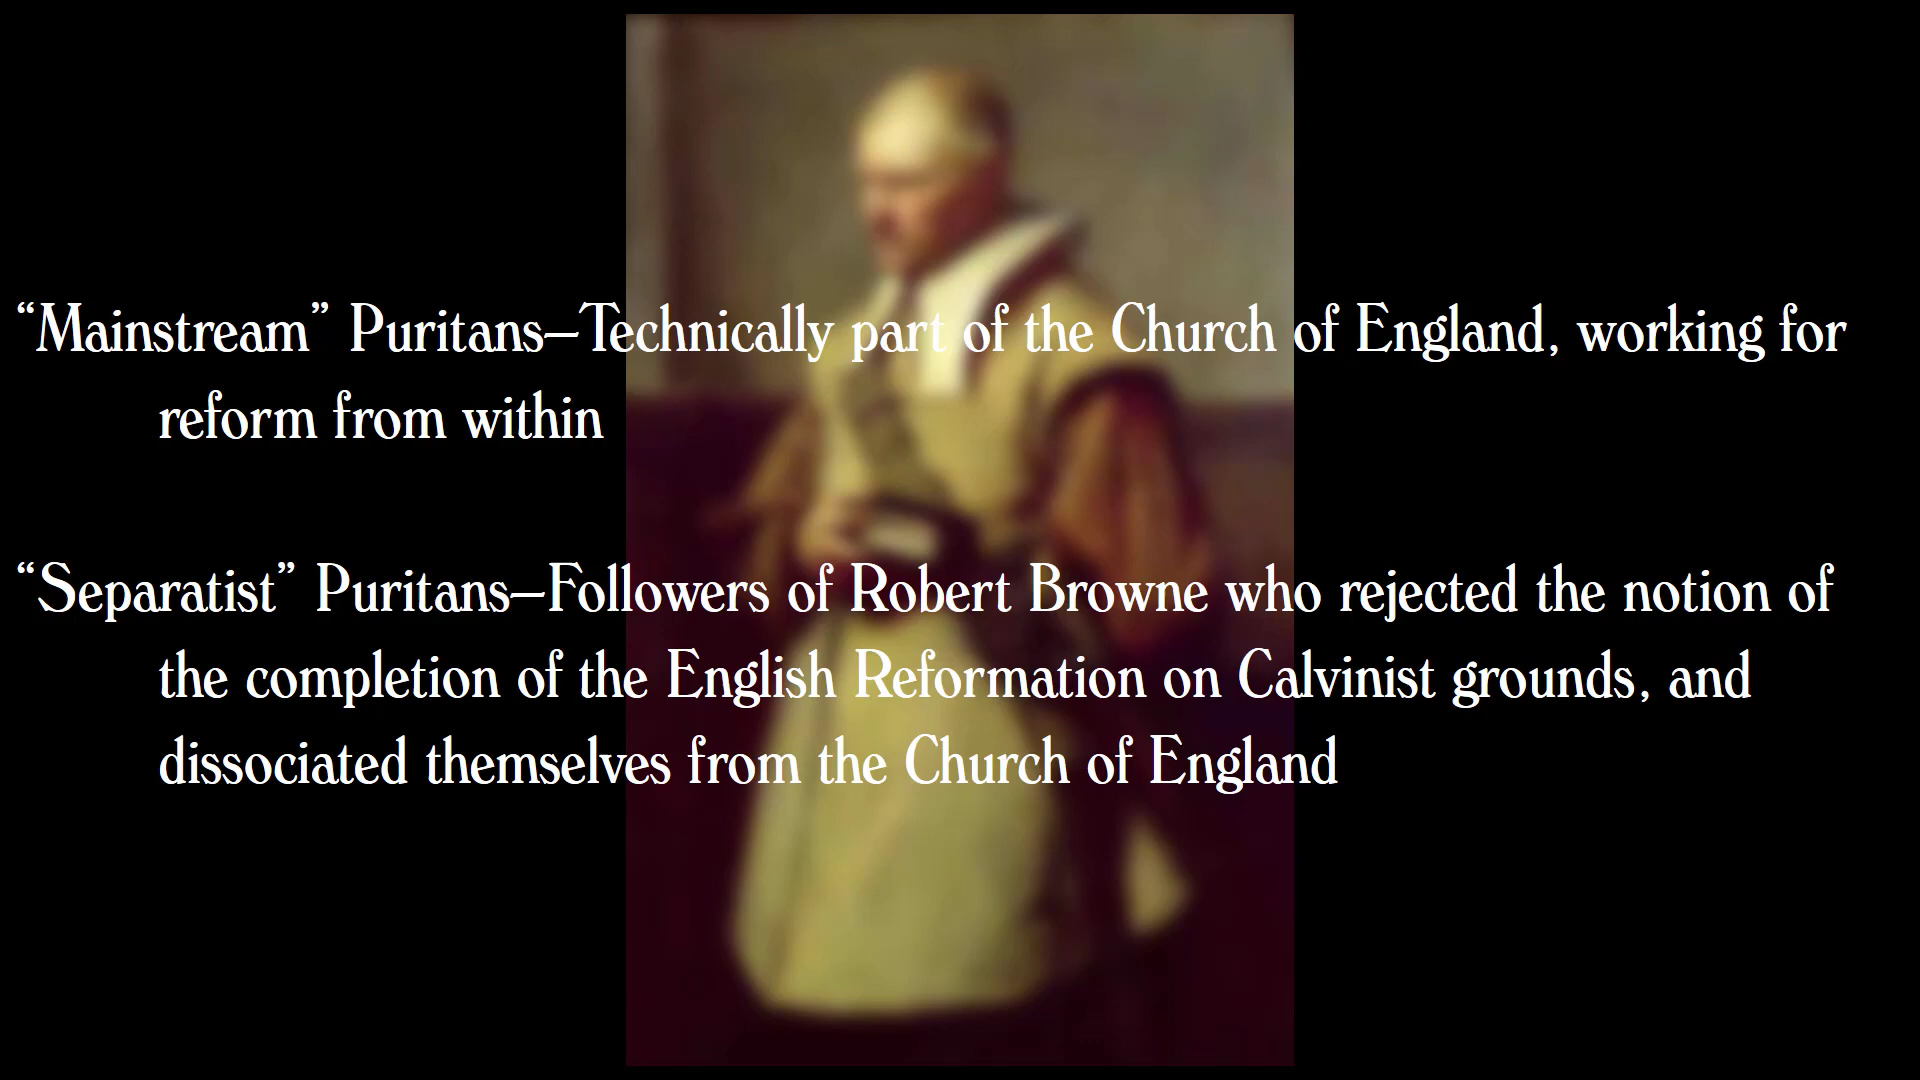 “Mainstream” Puritans—Technically part of the Church of England, working for
reform from within
“Separatist” Puritans—Followers of Robert Browne who rejected the notion of
the completion of the English Reformation on Calvinist grounds, and
dissociated themselves from the Church of England